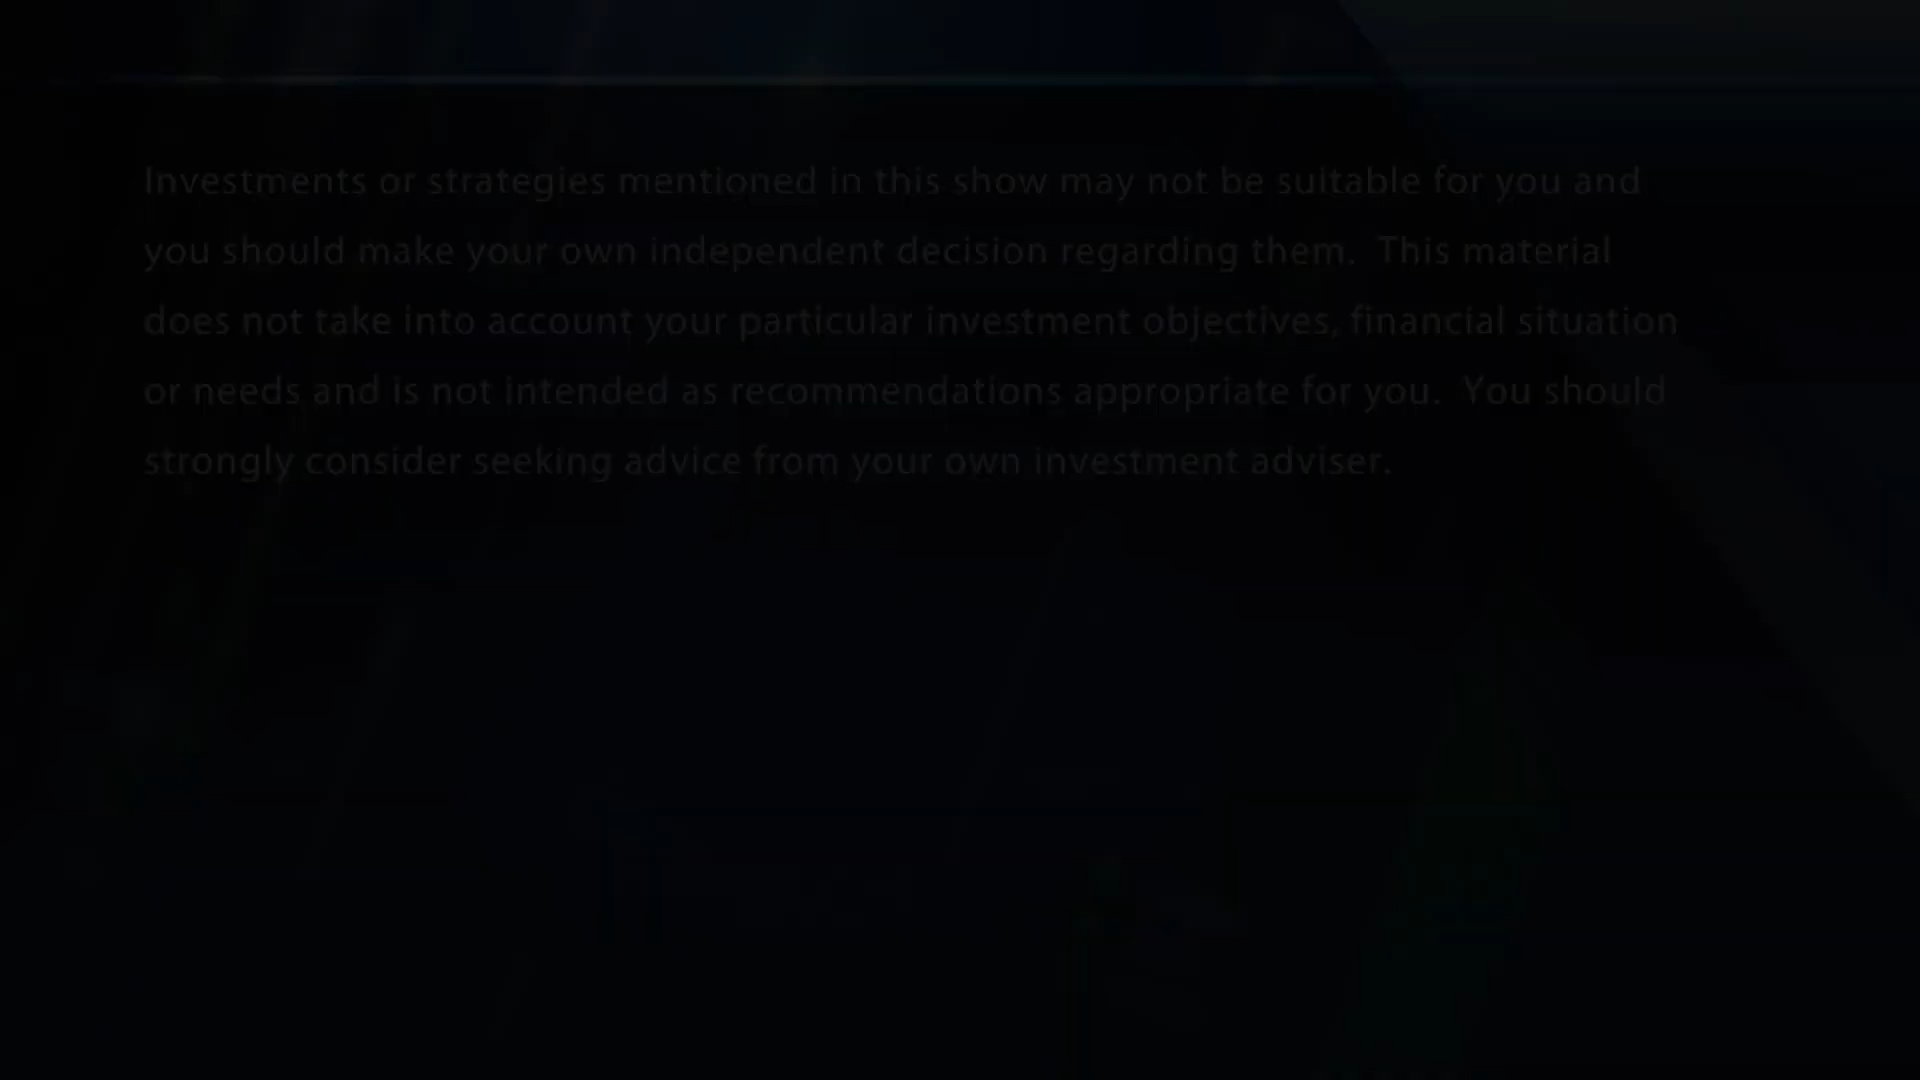 Investments or strategies mentioned in this show may not be suitable for you and
you should make your own independent decision regarding them.  This material
does not take into account your particular investment objectives, financial situation
or needs and is not intended as recommendations appropriate for you.  You should
strongly consider seeking advice from your own investment adviser.